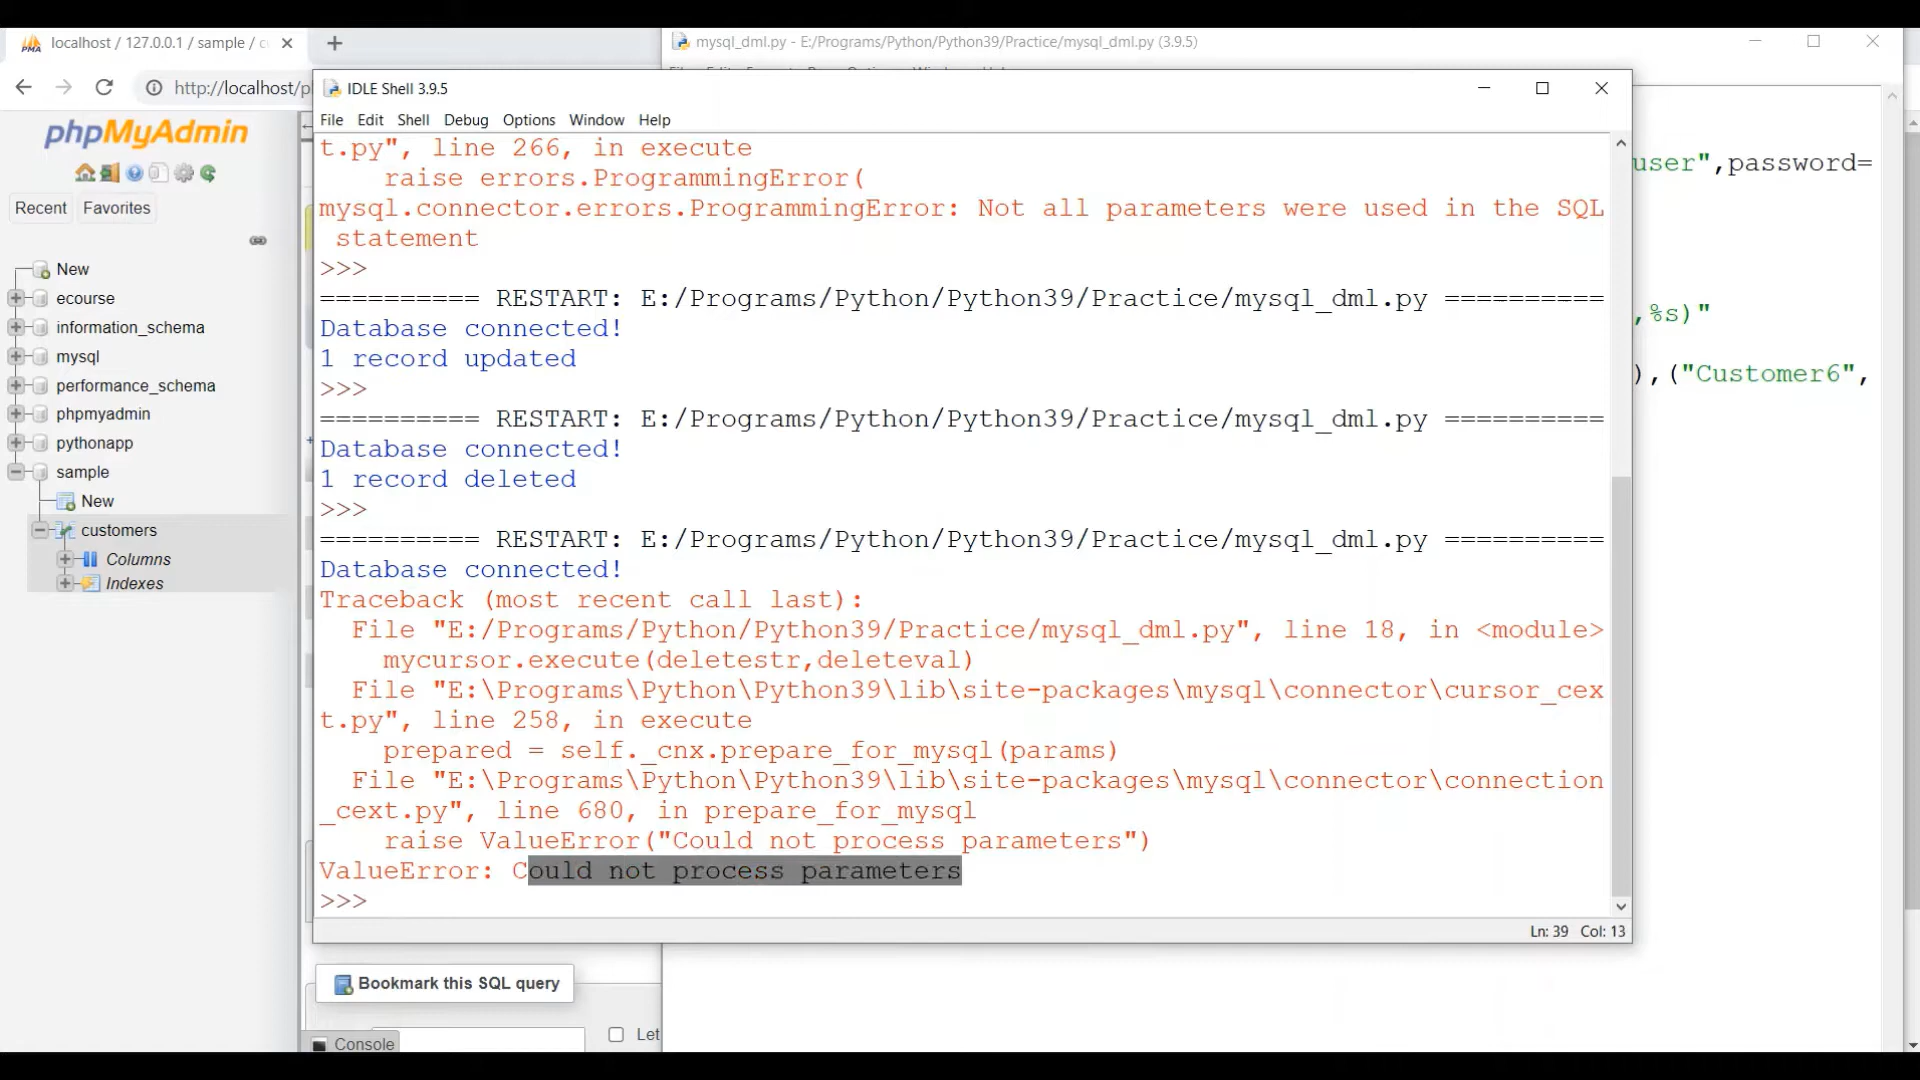 localhost / 127.0.0.1 / sample /
mysql_dml.py - E:/Programs/Python/Python39/Practice/mysql_dml.py (3.9.5)
http://localhost/p
phpMyAdmin
Recent
Favorites
New
ecourse
information_schema
mysql
performance_schema
phpmyadmin
pythonapp
sample
New
customers
Columns
Indexes
IDLE Shell 3.9.5
File Edit Shell Debug Options Window Help
t.py", line 266, in execute
raise errors.ProgrammingError(
mysql.connector.errors.ProgrammingError: Not all parameters were used in the SQL
statement
>>>
========== RESTART: E:/Programs/Python/Python39/Practice/mysql_dml.py ==========
Database connected!
1 record updated
>>>
========== RESTART: E:/Programs/Python/Python39/Practice/mysql_dml.py ==========
Database connected!
1 record deleted
>>>
========== RESTART: E:/Programs/Python/Python39/Practice/mysql_dml.py ==========
Database connected!
Traceback (most recent call last):
File "E:/Programs/Python/Python39/Practice/mysql_dml.py", line 18, in <module>
mycursor.execute(deletestr,deleteval)
File "E:\Programs\Python\Python39\lib\site-packages\mysql\connector\cursor_cex
t.py", line 258, in execute
prepared = self._cnx.prepare_for_mysql(params)
File "E:\Programs\Python\Python39\lib\site-packages\mysql\connector\connection
_cext.py", line 680, in prepare_for_mysql
raise ValueError("Could not process parameters")
ValueError: Could not process parameters
>>>
Ln: 39 Col: 13
user",password=
,%s)"
),("Customer6",
Bookmark this SQL query
Let
Console